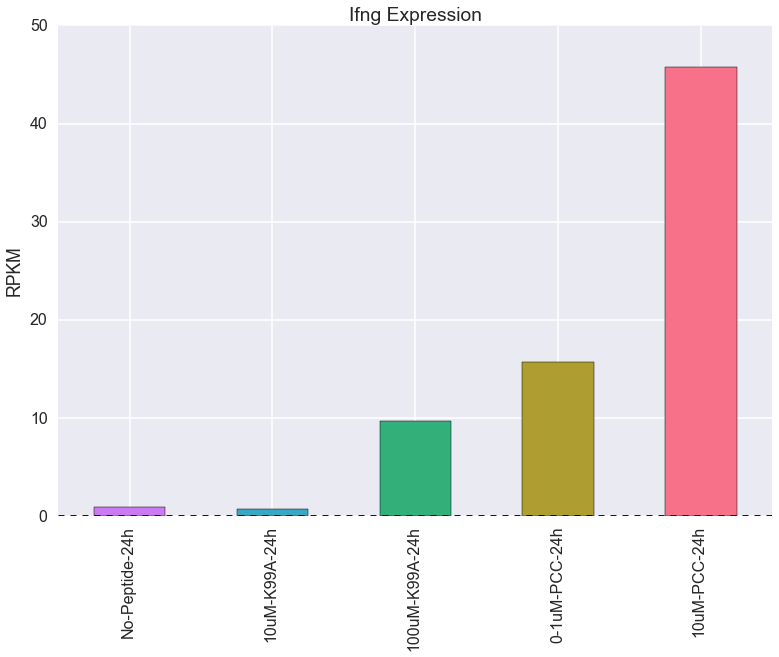 Ifng Expression
50
40
30
20
10
0
RPKM
No-Peptide-24h
10uM-K99A-24h
100uM-K99A-24h
0-1uM-PCC-24h
10uM-PCC-24h